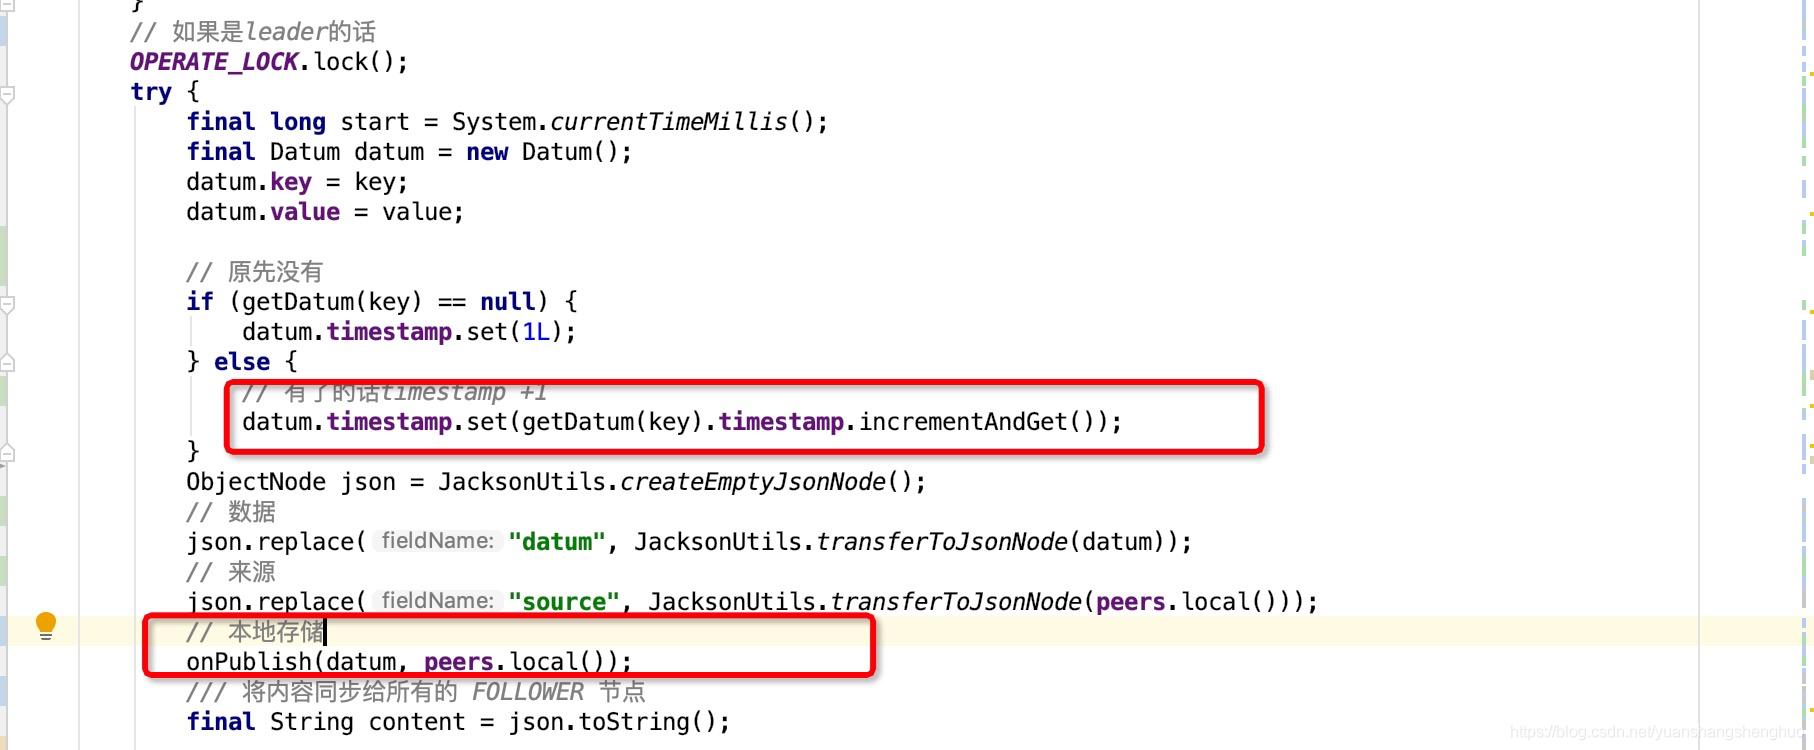 }
// 如果是leader的话
OPERATE_LOCK.lock();
try {
final long start = System.currentTimeMillis();
final Datum datum = new Datum();
datum.key = key;
datum.value = value;
// 原先没有
if (getDatum(key) == null) {
datum.timestamp.set(1L);
} else {
// 有了的话timestamp +1
datum.timestamp.set(getDatum(key).timestamp.incrementAndGet());
}
ObjectNode json = JacksonUtils.createEmptyJsonNode();
// 数据
json.replace( fieldName: "datum", JacksonUtils.transferToJsonNode(datum));
// 来源
json.replace( fieldName: "source", JacksonUtils.transferToJsonNode(peers.local()));
// 本地存储
onPublish(datum, peers.local());
/// 将内容同步给所有的 FOLLOWER 节点
final String content = json.toString();
https://blog.csdn.net/yuanshangshenghuo